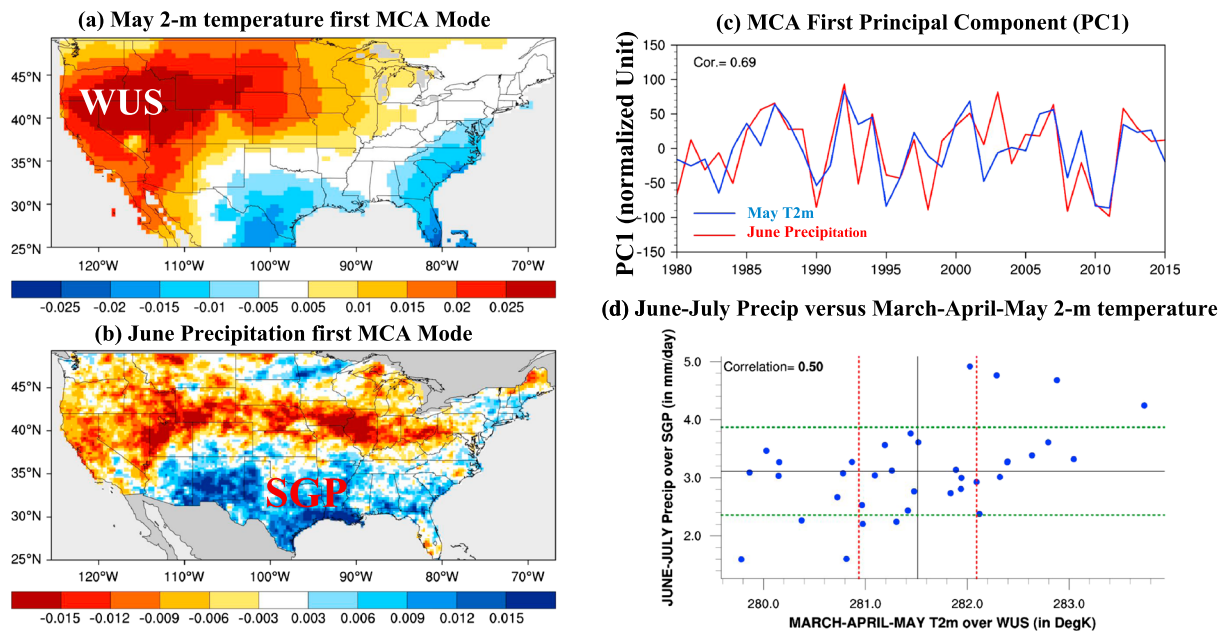 (a) May 2-m temperature first MCA Mode
45°N
40°N
35°N
30°N
25°N
WUS
120°W 110°W 100°W 90°W 80°W 70°W
-0.025 -0.02 -0.015 -0.01 -0.005 0.005 0.01 0.015 0.02 0.025
(b) June Precipitation first MCA Mode
45°N
40°N
35°N
30°N
25°N
SGP
120°W 110°W 100°W 90°W 80°W 70°W
-0.015 -0.012 -0.009 -0.006 -0.003 0.003 0.006 0.009 0.012 0.015
(c) MCA First Principal Component (PC1)
PC1 (normalized Unit)
150
100
50
0
-50
-100
-150
Cor.= 0.69
May T2m
June Precipitation
1980 1985 1990 1995 2000 2005 2010 2015
(d) June-July Precip versus March-April-May 2-m temperature
JUNE-JULY Precip over SGP (in mm/day)
5.0
4.0
3.0
2.0
Correlation= 0.50
280.0 281.0 282.0 283.0
MARCH-APRIL-MAY T2m over WUS (in DegK)